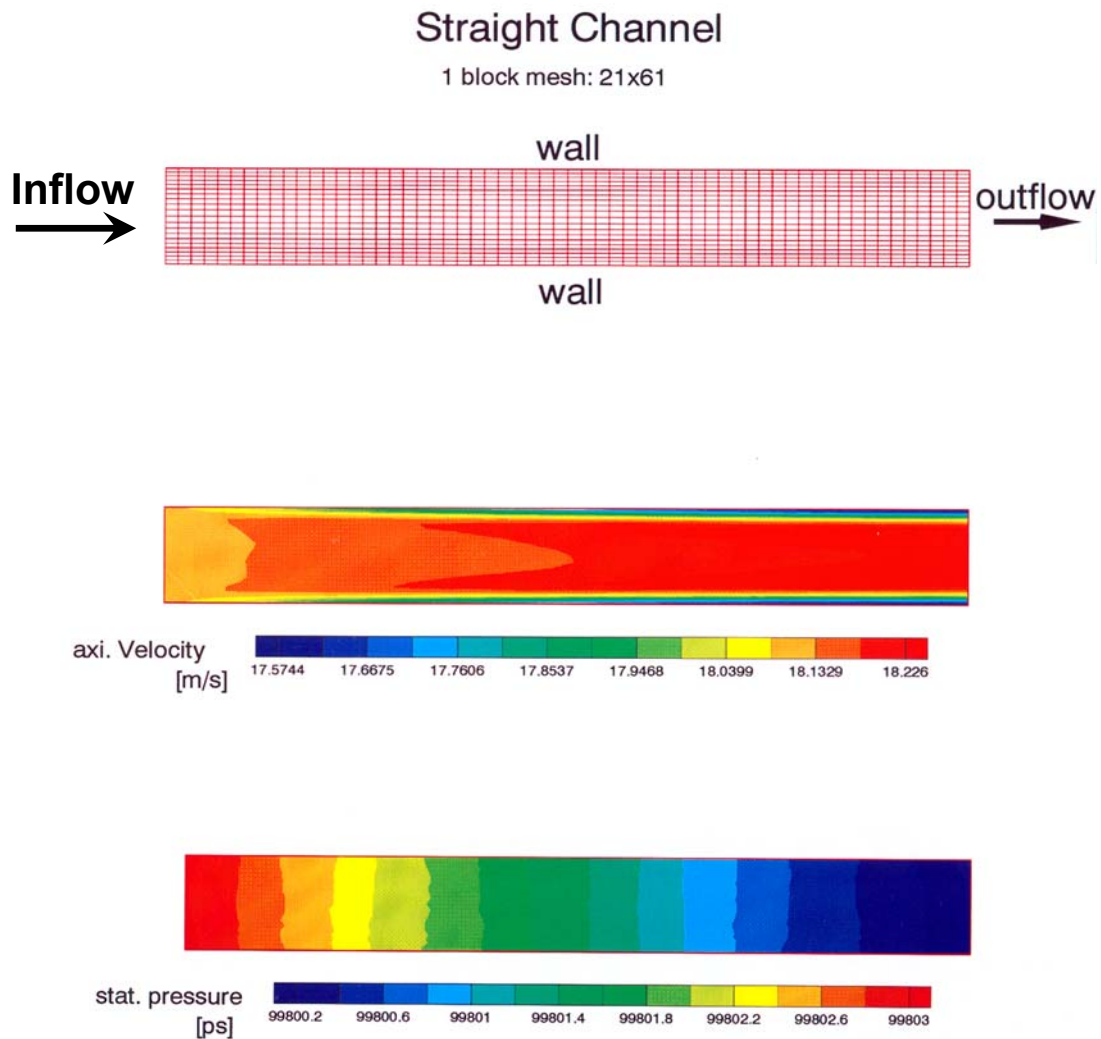 Straight Channel
1 block mesh: 21x61
wall
Inflow
outflow
wall
axi. Velocity
[m/s]
17.5744 17.6675 17.7606 17.8537 17.9468 18.0399 18.1329 18.226
stat. pressure
[ps]
99800.2 99800.6 99801 99801.4 99801.8 99802.2 99802.6 99803